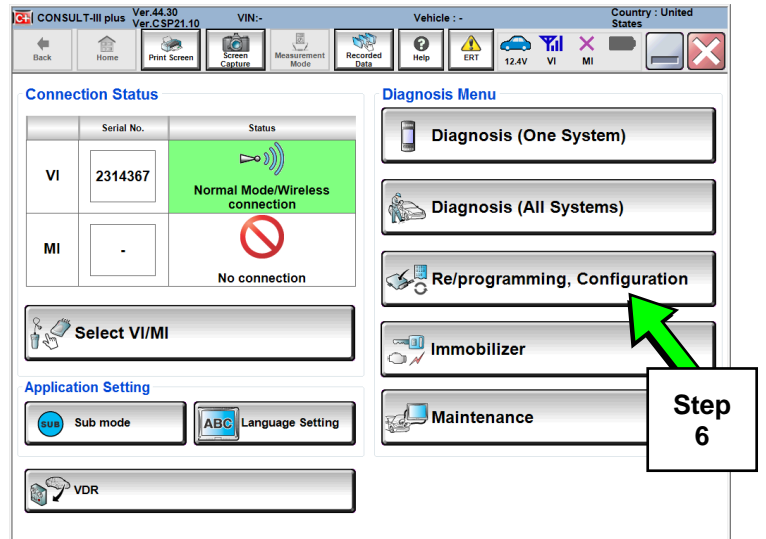 C+ CONSULT-III plus Ver.44.30 VIN:- Vehicle : - Country : United
Ver.CSP21.10 States
Back Home Print Screen Screen Capture Measurement Mode Recorded Data Help ERT 12.4V VI MI
Connection Status
Serial No. Status
VI 2314367 Normal Mode/Wireless
connection
MI - No connection
Select VI/MI
Application Setting
SUB Sub mode ABC Language Setting
VDR
Diagnosis Menu
Diagnosis (One System)
Diagnosis (All Systems)
Re/programming, Configuration
Immobilizer
Maintenance
Step
6